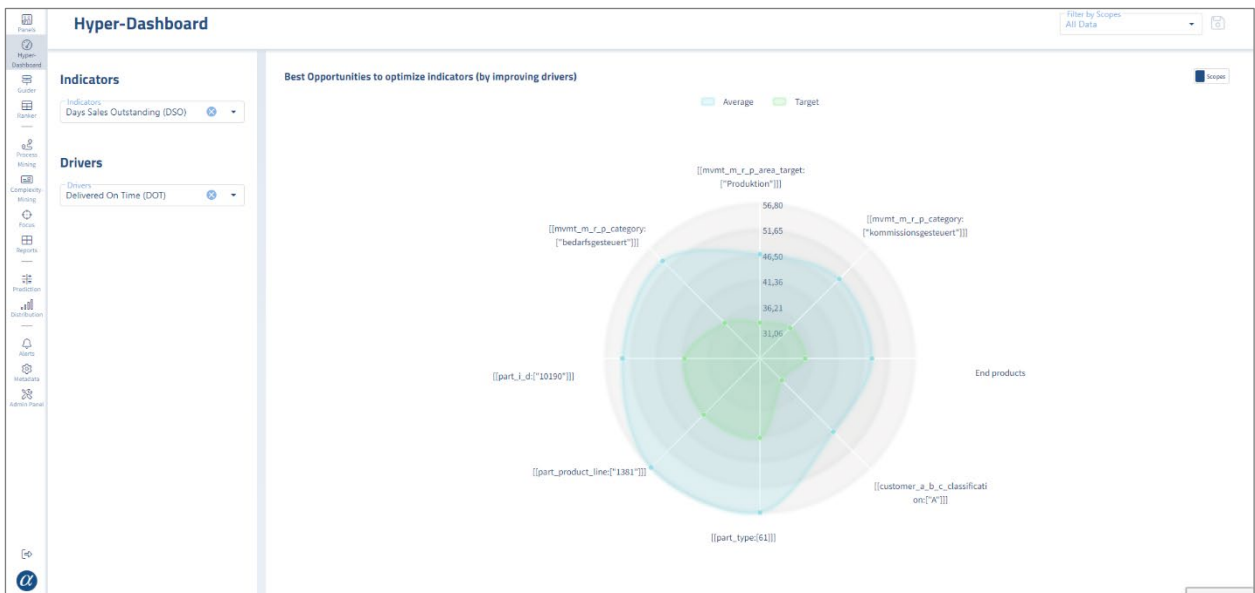 Panels
Hyper-
Dashboard
Guider
Ranker
Process
Mining
Complexity-
Mining
Focus
Reports
Prediction
Distribution
Alerts
Metadata
Admin Panel
α
Hyper-Dashboard
Filter by Scopes
All Data
Indicators
Indicators
Days Sales Outstanding (DSO)
Drivers
Drivers
Delivered On Time (DOT)
Best Opportunities to optimize indicators (by improving drivers)
Scopes
Average
Target
[[mvmt_m_r_p_area_target:
["Produktion"]]]
56,80
51,65
46,50
41,36
36,21
31,06
[[mvmt_m_r_p_category:
["kommissionsgesteuert"]]]
[[mvmt_m_r_p_category:
["bedarfsgesteuert"]]]
End products
[[part_i_d:["10190"]]]
[[part_product_line:["1381"]]]
[[customer_a_b_c_classificati
on:["A"]]]
[[part_type:[61]]]